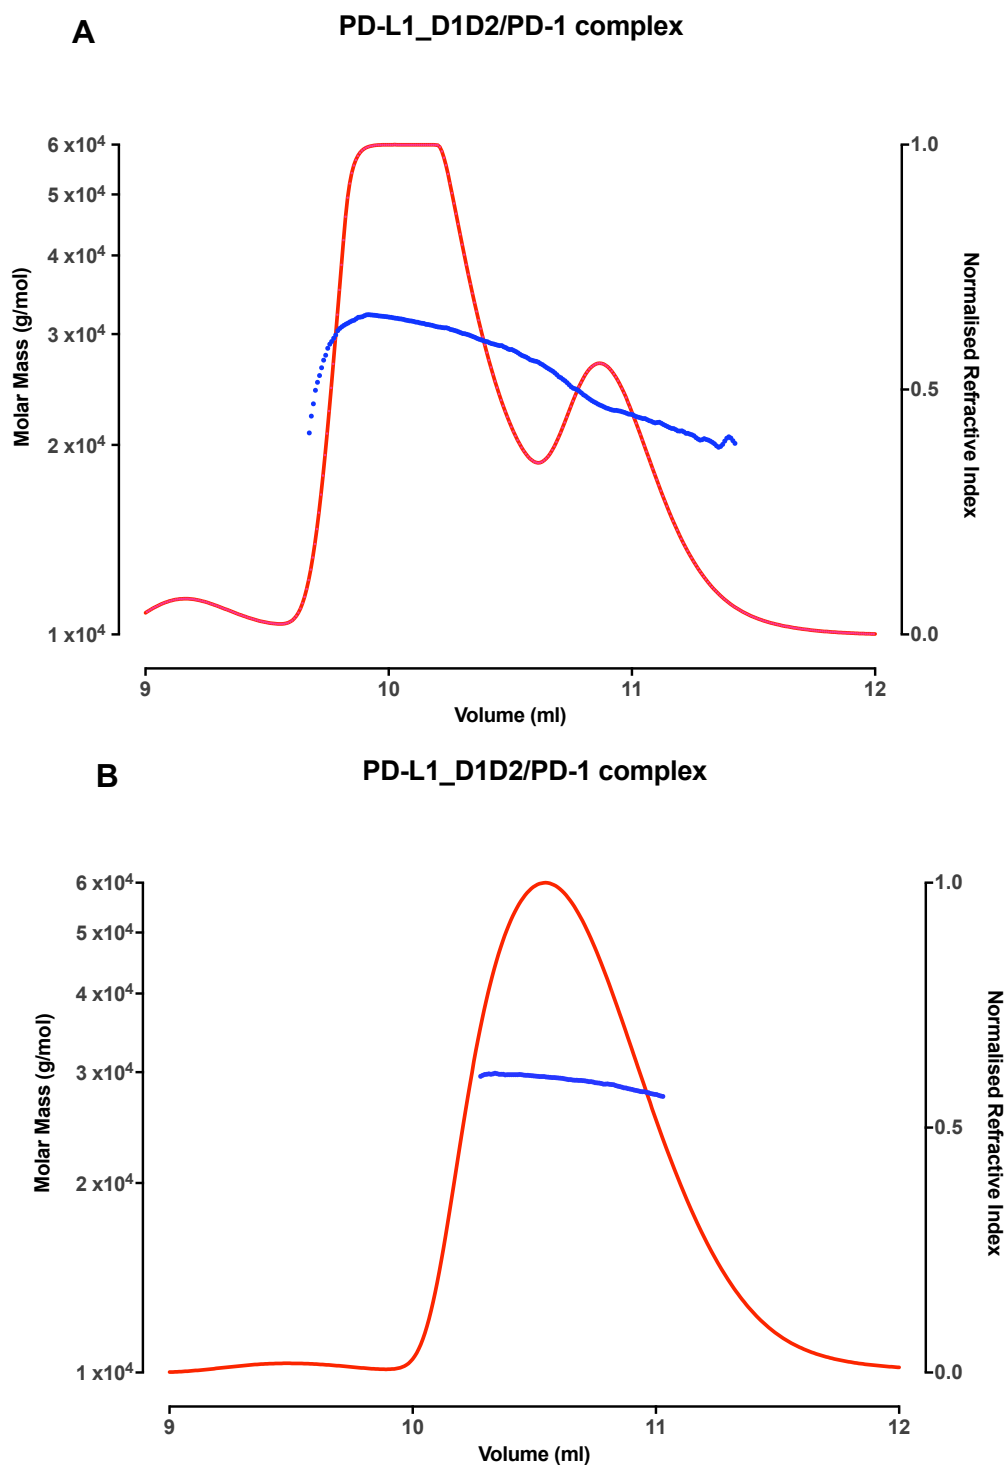 A
PD-L1_D1D2/PD-1 complex
6 x10⁴
5 x10⁴
4 x10⁴
3 x10⁴
2 x10⁴
1 x10⁴
Molar Mass (g/mol)
1.0
0.5
0.0
Normalised Refractive Index
9
10
11
12
Volume (ml)
B
PD-L1_D1D2/PD-1 complex
6 x10⁴
5 x10⁴
4 x10⁴
3 x10⁴
2 x10⁴
1 x10⁴
Molar Mass (g/mol)
1.0
0.5
0.0
Normalised Refractive Index
9
10
11
12
Volume (ml)